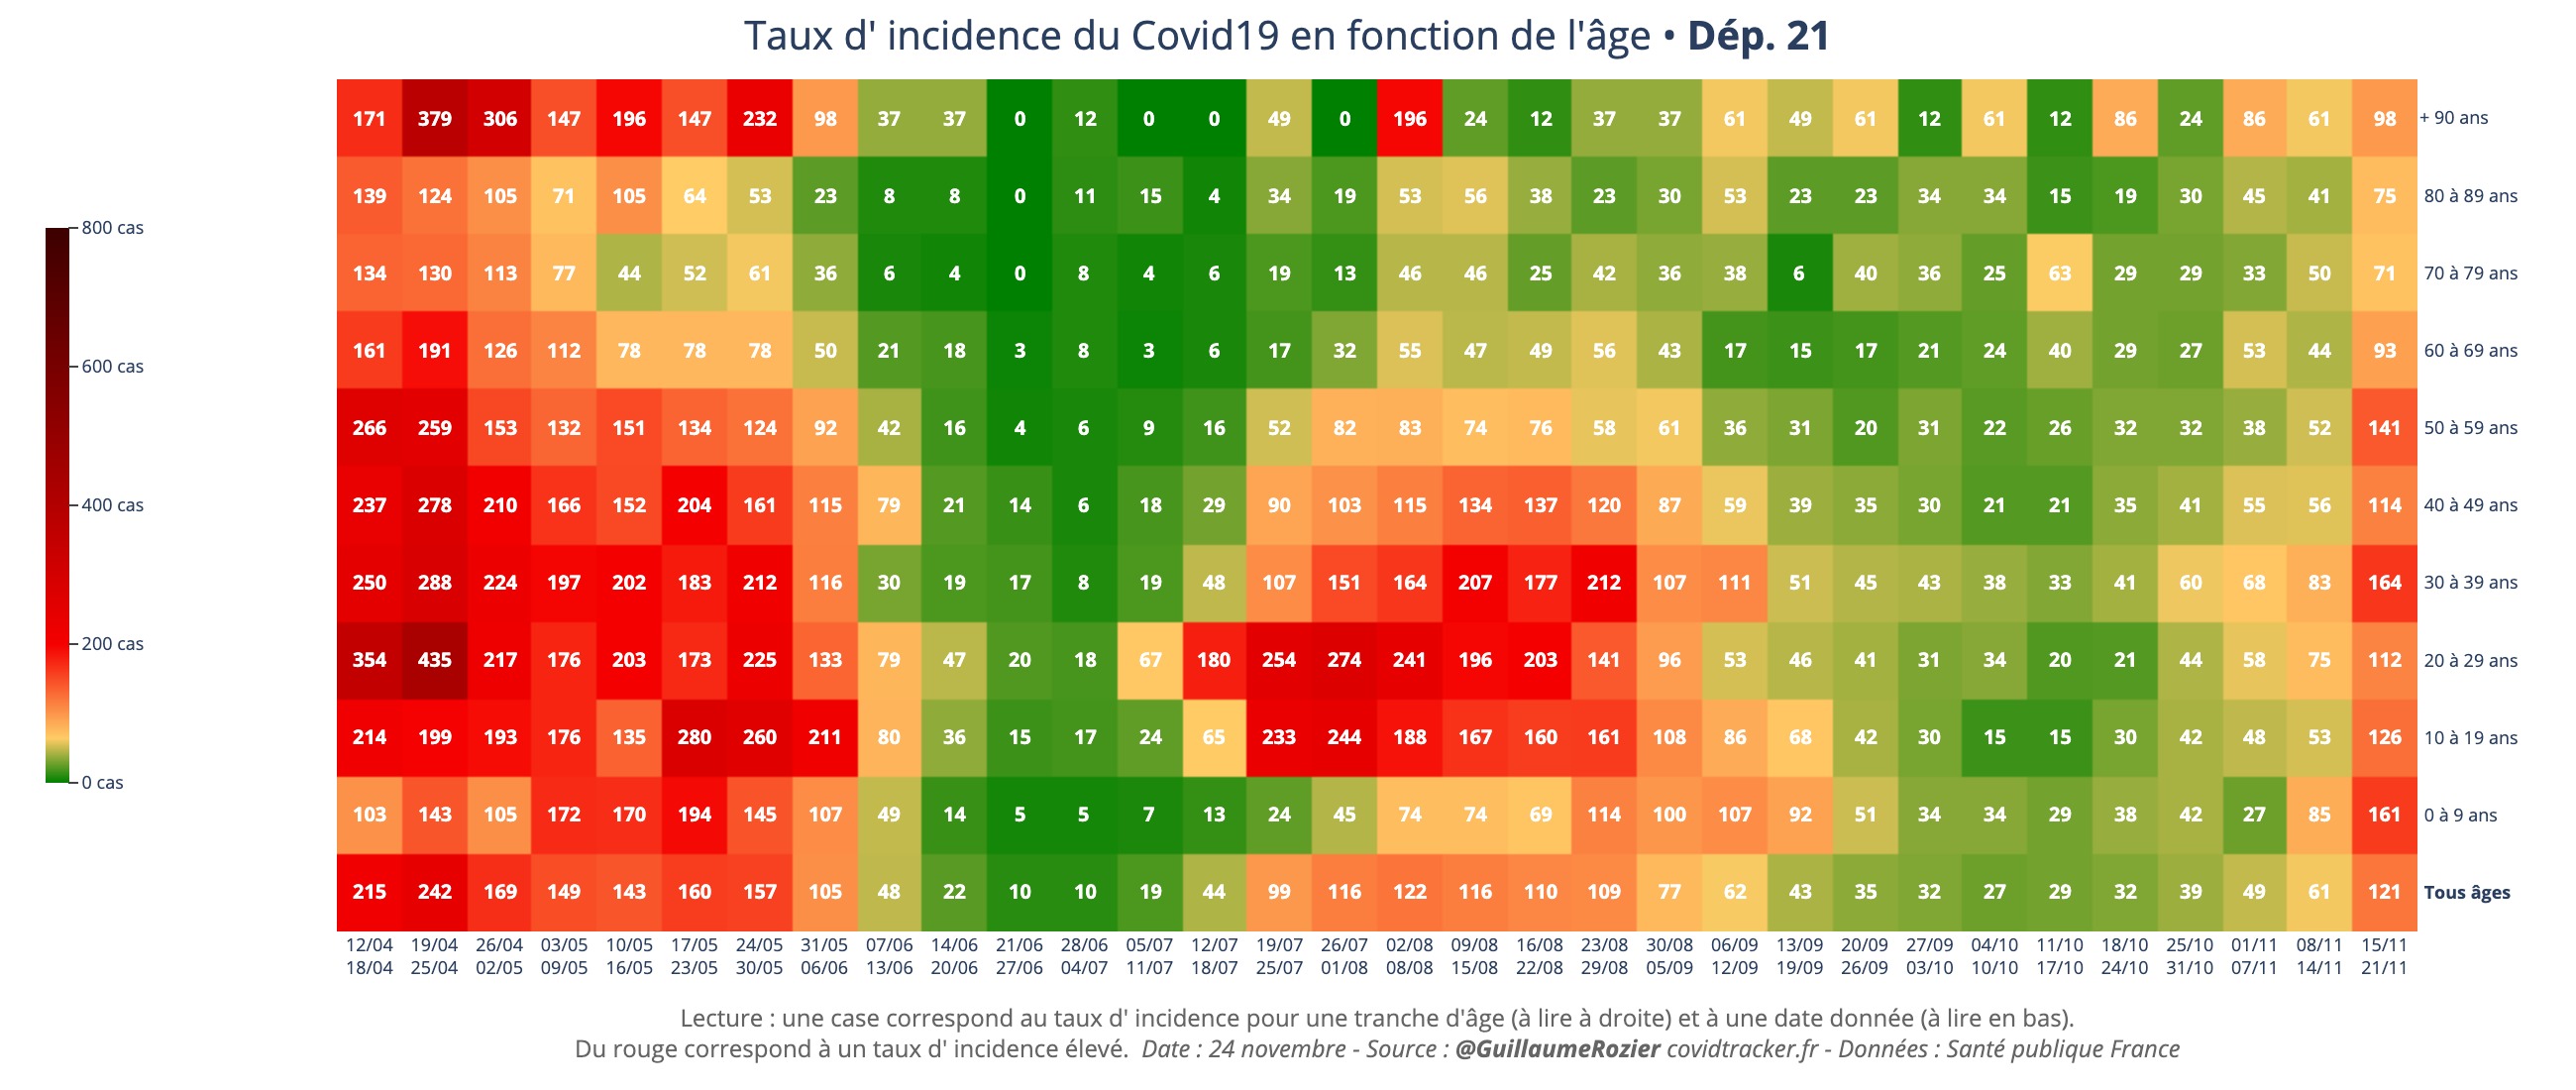 Taux d' incidence du Covid19 en fonction de l'âge • Dép. 21
800 cas
600 cas
400 cas
200 cas
0 cas
171 379 306 147 196 147 232 98 37 37 0 12 0 0 49 0 196 24 12 37 37 61 49 61 12 61 12 86 24 86 61 98 + 90 ans
139 124 105 71 105 64 53 23 8 8 0 11 15 4 34 19 53 56 38 23 30 53 23 23 34 34 15 19 30 45 41 75 80 à 89 ans
134 130 113 77 44 52 61 36 6 4 0 8 4 6 19 13 46 46 25 42 36 38 6 40 36 25 63 29 29 33 50 71 70 à 79 ans
161 191 126 112 78 78 78 50 21 18 3 8 3 6 17 32 55 47 49 56 43 17 15 17 21 24 40 29 27 53 44 93 60 à 69 ans
266 259 153 132 151 134 124 92 42 16 4 6 9 16 52 82 83 74 76 58 61 36 31 20 31 22 26 32 32 38 52 141 50 à 59 ans
237 278 210 166 152 204 161 115 79 21 14 6 18 29 90 103 115 134 137 120 87 59 39 35 30 21 21 35 41 55 56 114 40 à 49 ans
250 288 224 197 202 183 212 116 30 19 17 8 19 48 107 151 164 207 177 212 107 111 51 45 43 38 33 41 60 68 83 164 30 à 39 ans
354 435 217 176 203 173 225 133 79 47 20 18 67 180 254 274 241 196 203 141 96 53 46 41 31 34 20 21 44 58 75 112 20 à 29 ans
214 199 193 176 135 280 260 211 80 36 15 17 24 65 233 244 188 167 160 161 108 86 68 42 30 15 15 30 42 48 53 126 10 à 19 ans
103 143 105 172 170 194 145 107 49 14 5 5 7 13 24 45 74 74 69 114 100 107 92 51 34 34 29 38 42 27 85 161 0 à 9 ans
215 242 169 149 143 160 157 105 48 22 10 10 19 44 99 116 122 116 110 109 77 62 43 35 32 27 29 32 39 49 61 121 Tous âges
12/04 19/04 26/04 03/05 10/05 17/05 24/05 31/05 07/06 14/06 21/06 28/06 05/07 12/07 19/07 26/07 02/08 09/08 16/08 23/08 30/08 06/09 13/09 20/09 27/09 04/10 11/10 18/10 25/10 01/11 08/11 15/11
18/04 25/04 02/05 09/05 16/05 23/05 30/05 06/06 13/06 20/06 27/06 04/07 11/07 18/07 25/07 01/08 08/08 15/08 22/08 29/08 05/09 12/09 19/09 26/09 03/10 10/10 17/10 24/10 31/10 07/11 14/11 21/11
Lecture : une case correspond au taux d' incidence pour une tranche d'âge (à lire à droite) et à une date donnée (à lire en bas).
Du rouge correspond à un taux d' incidence élevé. Date : 24 novembre - Source : @GuillaumeRozier covidtracker.fr - Données : Santé publique France